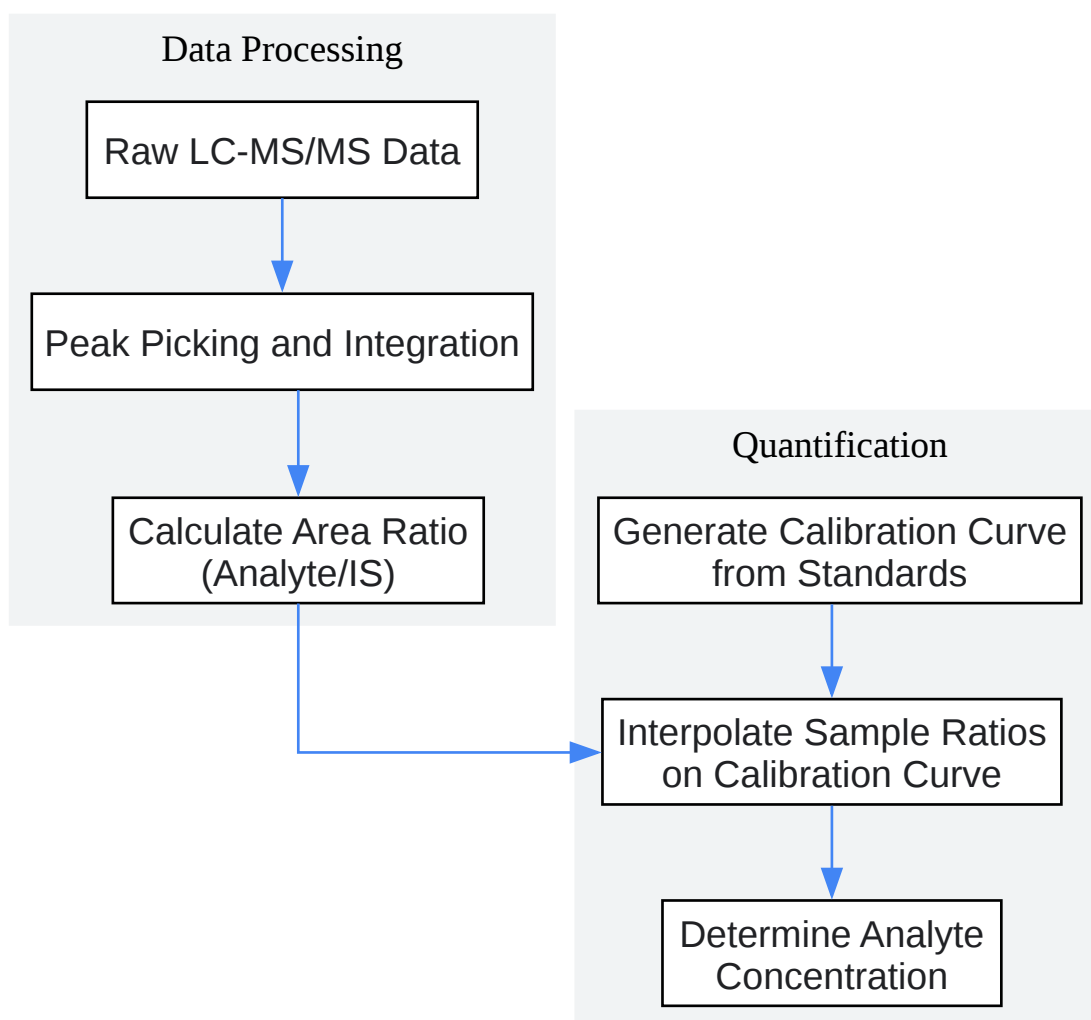 Data Processing
Raw LC-MS/MS Data
Peak Picking and Integration
Calculate Area Ratio
(Analyte/IS)
Quantification
Generate Calibration Curve
from Standards
Interpolate Sample Ratios
on Calibration Curve
Determine Analyte
Concentration